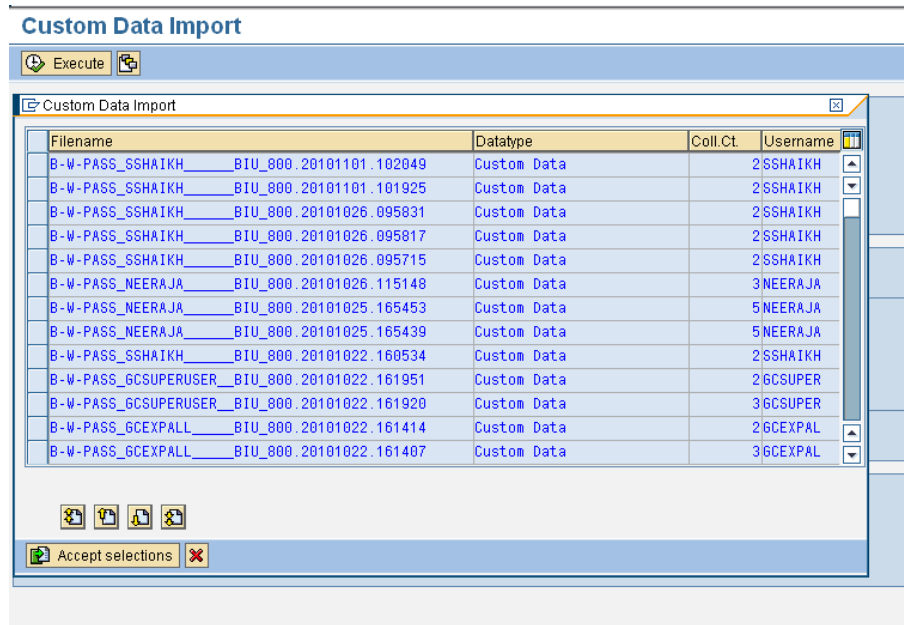 Custom Data Import
Execute
Custom Data Import
Filename Datatype Coll.Ct. Username
B-W-PASS_SSHAIKH______BIU_800.20101101.102049 Custom Data 2 SSHAIKH
B-W-PASS_SSHAIKH______BIU_800.20101101.101925 Custom Data 2 SSHAIKH
B-W-PASS_SSHAIKH______BIU_800.20101026.095831 Custom Data 2 SSHAIKH
B-W-PASS_SSHAIKH______BIU_800.20101026.095817 Custom Data 2 SSHAIKH
B-W-PASS_SSHAIKH______BIU_800.20101026.095715 Custom Data 2 SSHAIKH
B-W-PASS_NEERAJA______BIU_800.20101026.115148 Custom Data 3 NEERAJA
B-W-PASS_NEERAJA______BIU_800.20101025.165453 Custom Data 5 NEERAJA
B-W-PASS_NEERAJA______BIU_800.20101025.165439 Custom Data 5 NEERAJA
B-W-PASS_SSHAIKH______BIU_800.20101022.160534 Custom Data 2 SSHAIKH
B-W-PASS_GCSUPERUSER__BIU_800.20101022.161951 Custom Data 2 GCSUPER
B-W-PASS_GCSUPERUSER__BIU_800.20101022.161920 Custom Data 3 GCSUPER
B-W-PASS_GCEXPALL_____BIU_800.20101022.161414 Custom Data 2 GCEXPAL
B-W-PASS_GCEXPALL_____BIU_800.20101022.161407 Custom Data 3 GCEXPAL
Accept selections